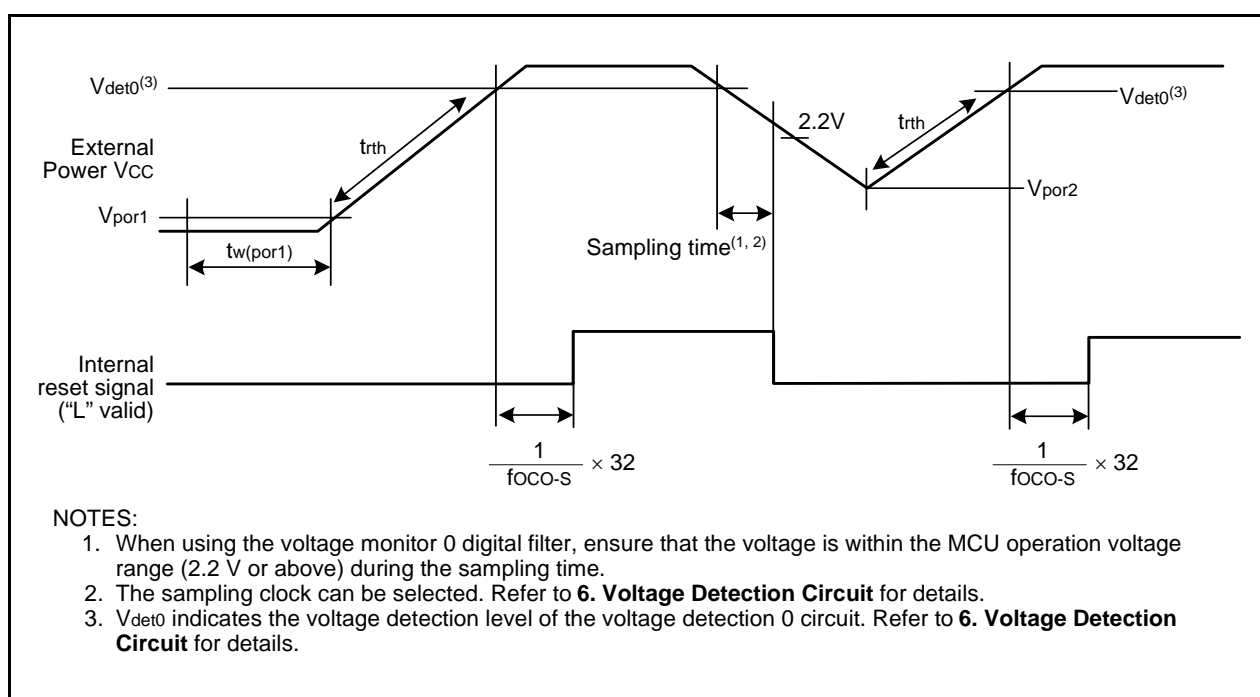 Vdet0(3)
External
Power VCC
Vpor1
tw(por1)
trth
Sampling time(1, 2)
2.2V
trth
Vdet0(3)
Vpor2
Internal
reset signal
(“L” valid)
1
fOCO-S
× 32
1
fOCO-S
× 32
NOTES:
1. When using the voltage monitor 0 digital filter, ensure that the voltage is within the MCU operation voltage
range (2.2 V or above) during the sampling time.
2. The sampling clock can be selected. Refer to 6. Voltage Detection Circuit for details.
3. Vdet0 indicates the voltage detection level of the voltage detection 0 circuit. Refer to 6. Voltage Detection
Circuit for details.